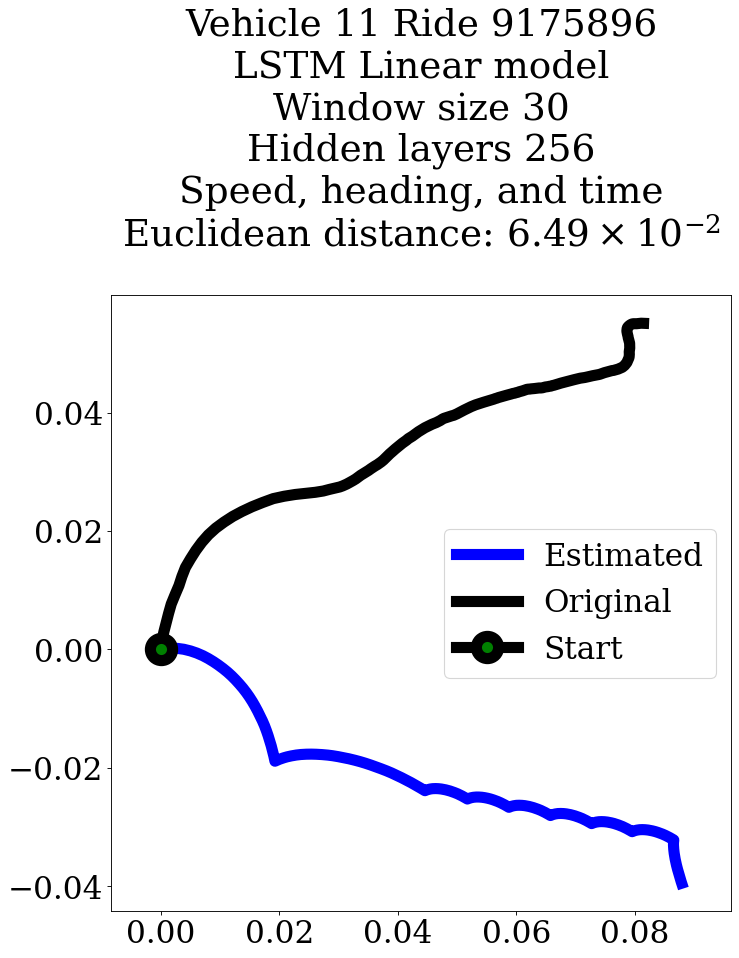 Vehicle 11 Ride 9175896
LSTM Linear model
Window size 30
Hidden layers 256
Speed, heading, and time
Euclidean distance: 6.49 × 10⁻²
0.04
0.02
0.00
−0.02
−0.04
Estimated
Original
Start
0.00 0.02 0.04 0.06 0.08